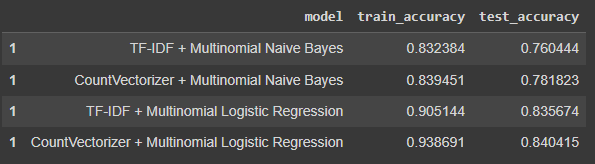 model train_accuracy test_accuracy
1 TF-IDF + Multinomial Naive Bayes 0.832384 0.760444
1 CountVectorizer + Multinomial Naive Bayes 0.839451 0.781823
1 TF-IDF + Multinomial Logistic Regression 0.905144 0.835674
1 CountVectorizer + Multinomial Logistic Regression 0.938691 0.840415